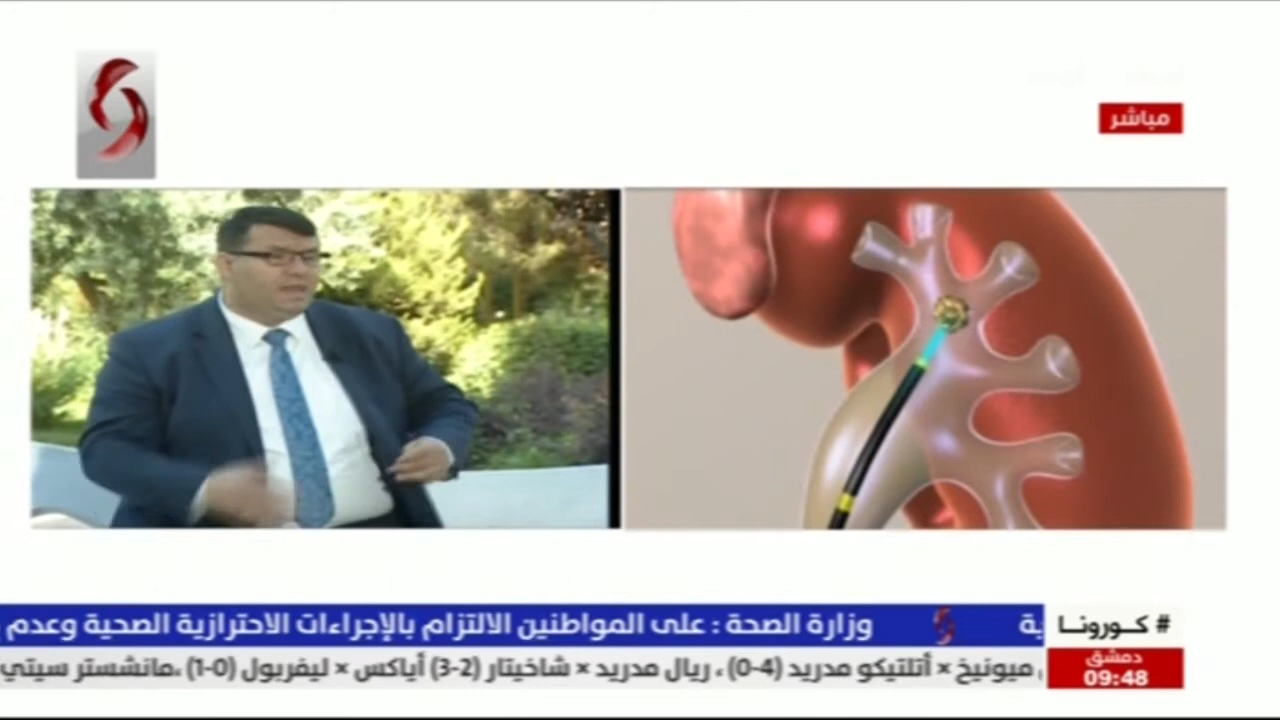 مباشر
# كـورونـا
ية وزارة الصحة : على المواطنين الالتزام بالإجراءات الاحترازية الصحية وعدم
دمشق
09:48
ميونيخ × أتلتيكو مدريد (4-0) ، ريال مدريد × شاختيار (2-3) أياكس × ليفربول (0-1) ،مانشستر سيتي